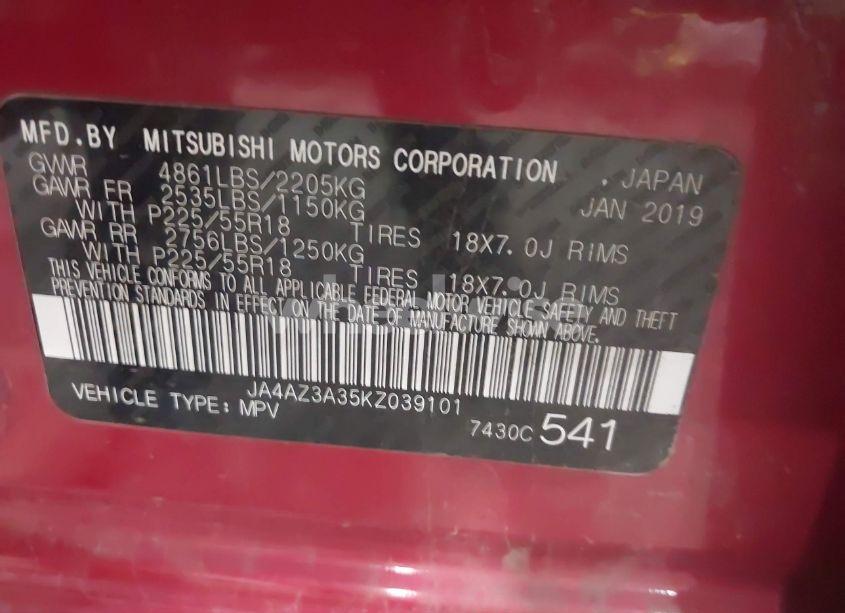 MFD.BY MITSUBISHI MOTORS CORPORATION . JAPAN
GVWR 4861LBS/2205KG JAN 2019
GAWR FR 2535LBS/1150KG
WITH P225/55R18 TIRES 18X7.0J RIMS
GAWR RR 2756LBS/1250KG
WITH P225/55R18 TIRES 18X7.0J RIMS
THIS VEHICLE CONFORMS TO ALL APPLICABLE FEDERAL MOTOR VEHICLE SAFETY AND THEFT
PREVENTION STANDARDS IN EFFECT ON THE DATE OF MANUFACTURE SHOWN ABOVE.
JA4AZ3A35KZ039101
VEHICLE TYPE: MPV 7430C 541